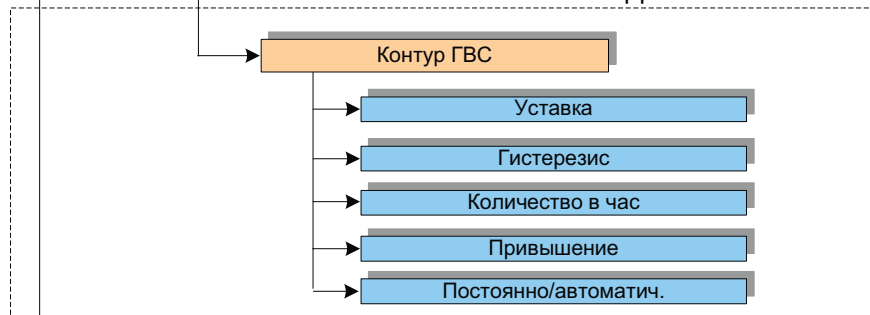 Контур ГВС
Уставка
Гистерезис
Количество в час
Привышение
Постоянно/автоматич.